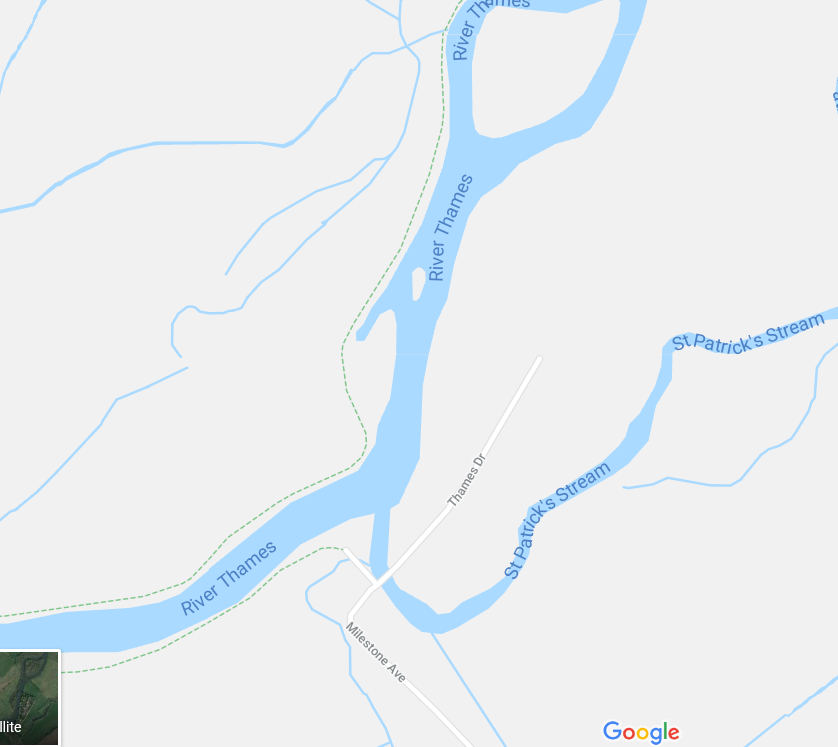 River Thames
River Thames
St Patrick's Stream
Thames Dr
St Patrick's Stream
River Thames
Milestone Ave
llite
Google